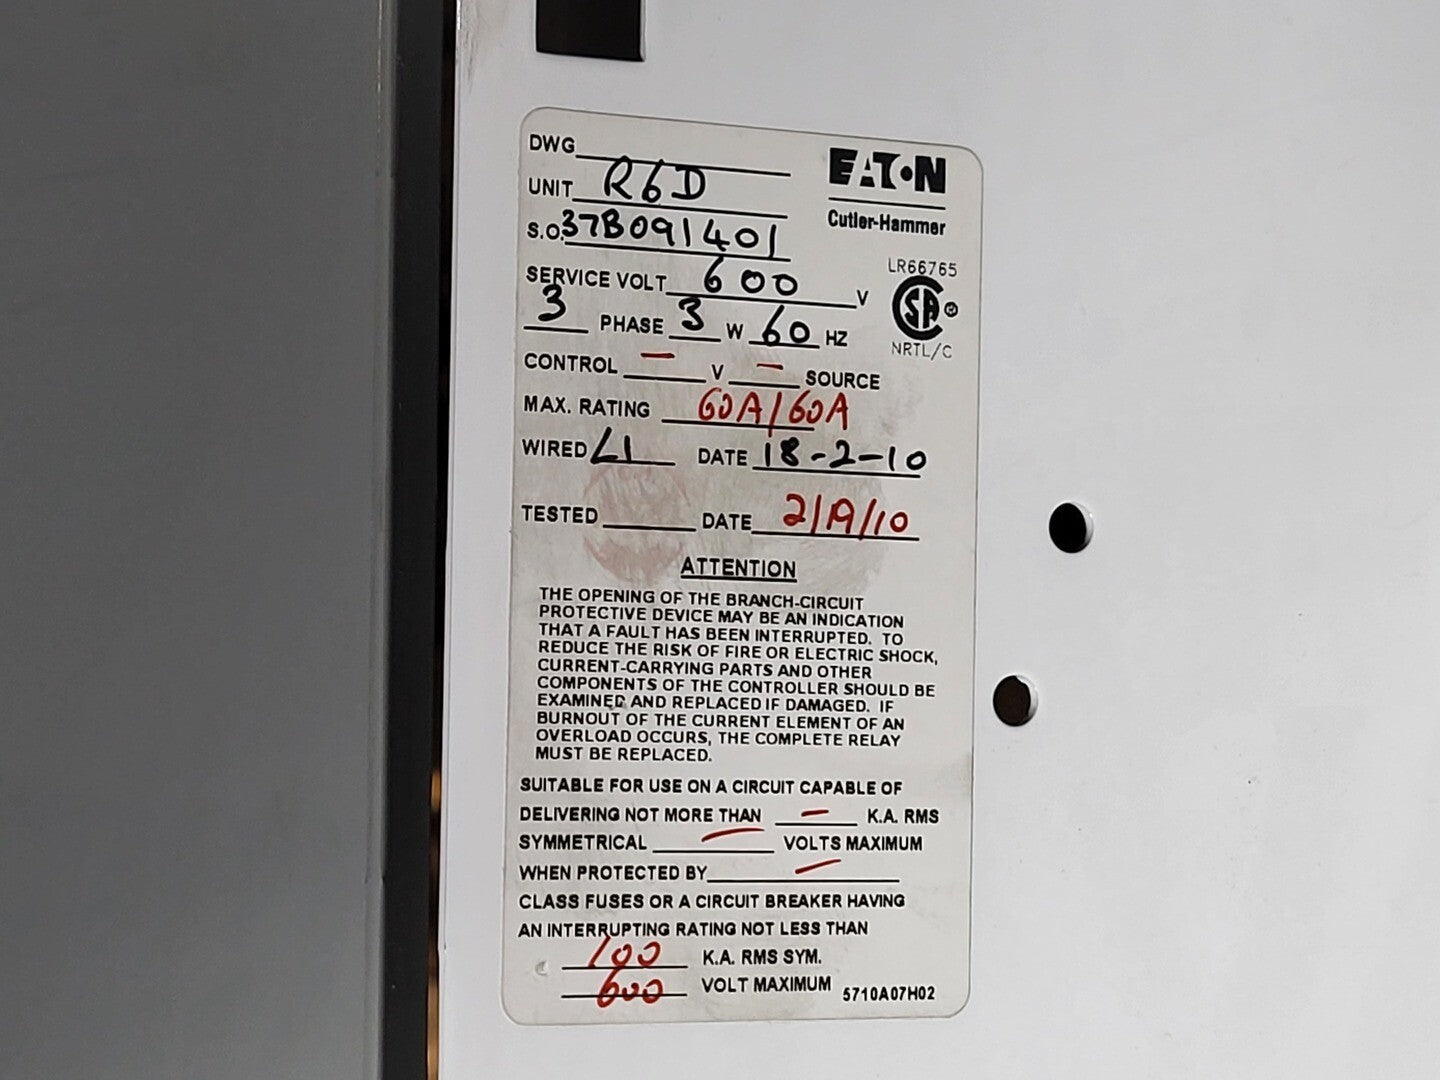 DWG
UNIT R6D
S.O. 37B091401
SERVICE VOLT 600 V
3 PHASE 3 W 60 HZ
CONTROL — V — SOURCE
MAX. RATING 60A/60A
WIRED L1 DATE 18-2-10
TESTED DATE 2/19/10
EATON
Cutler-Hammer
LR66765
SA
NRTL/C
ATTENTION
THE OPENING OF THE BRANCH-CIRCUIT
PROTECTIVE DEVICE MAY BE AN INDICATION
THAT A FAULT HAS BEEN INTERRUPTED. TO
REDUCE THE RISK OF FIRE OR ELECTRIC SHOCK,
CURRENT-CARRYING PARTS AND OTHER
COMPONENTS OF THE CONTROLLER SHOULD BE
EXAMINED AND REPLACED IF DAMAGED. IF
BURNOUT OF THE CURRENT ELEMENT OF AN
OVERLOAD OCCURS, THE COMPLETE RELAY
MUST BE REPLACED.
SUITABLE FOR USE ON A CIRCUIT CAPABLE OF
DELIVERING NOT MORE THAN — K.A. RMS
SYMMETRICAL — VOLTS MAXIMUM
WHEN PROTECTED BY —
CLASS FUSES OR A CIRCUIT BREAKER HAVING
AN INTERRUPTING RATING NOT LESS THAN
100 K.A. RMS SYM.
600 VOLT MAXIMUM 5710A07H02